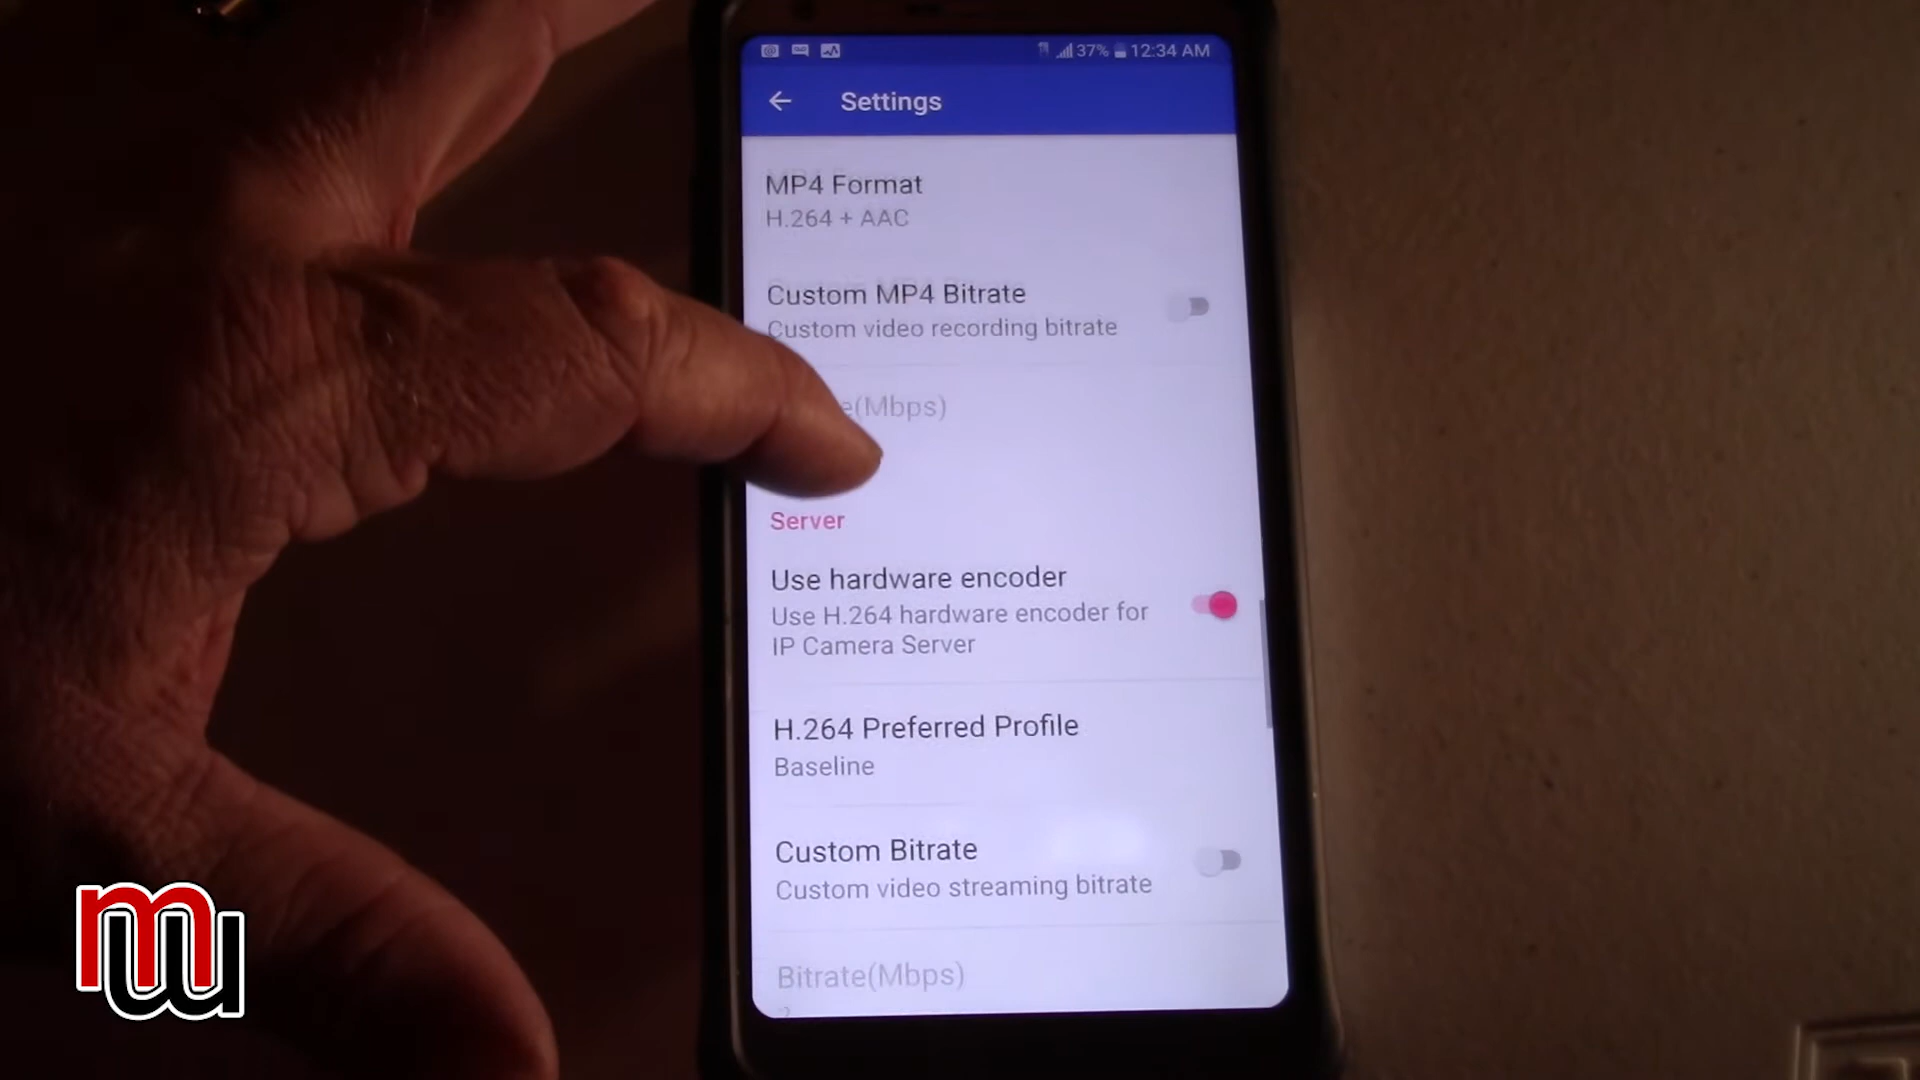 37% 12:34 AM
Settings
MP4 Format
H.264 + AAC
Custom MP4 Bitrate
Custom video recording bitrate
e(Mbps)
Server
Use hardware encoder
Use H.264 hardware encoder for
IP Camera Server
H.264 Preferred Profile
Baseline
Custom Bitrate
Custom video streaming bitrate
Bitrate(Mbps)
mw